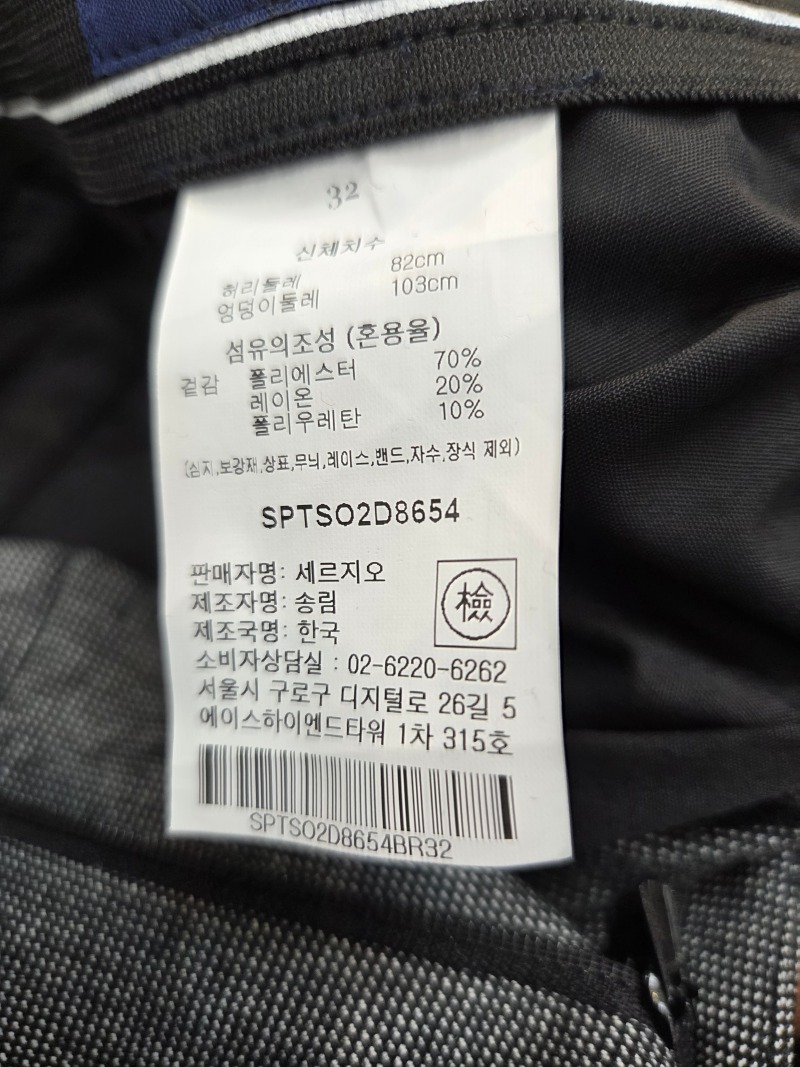 32
신체치수
허리둘레 82cm
엉덩이둘레 103cm
섬유의조성 (혼용율)
겉감 폴리에스터 70%
레이온 20%
폴리우레탄 10%
(심지,보강재,상표,무늬,레이스,밴드,자수,장식 제외)
SPTSO2D8654
판매자명: 세르지오
제조자명: 송림
제조국명: 한국
檢
소비자상담실 : 02-6220-6262
서울시 구로구 디지털로 26길 5
에이스하이엔드타워 1차 315호
SPTSO2D8654BR32